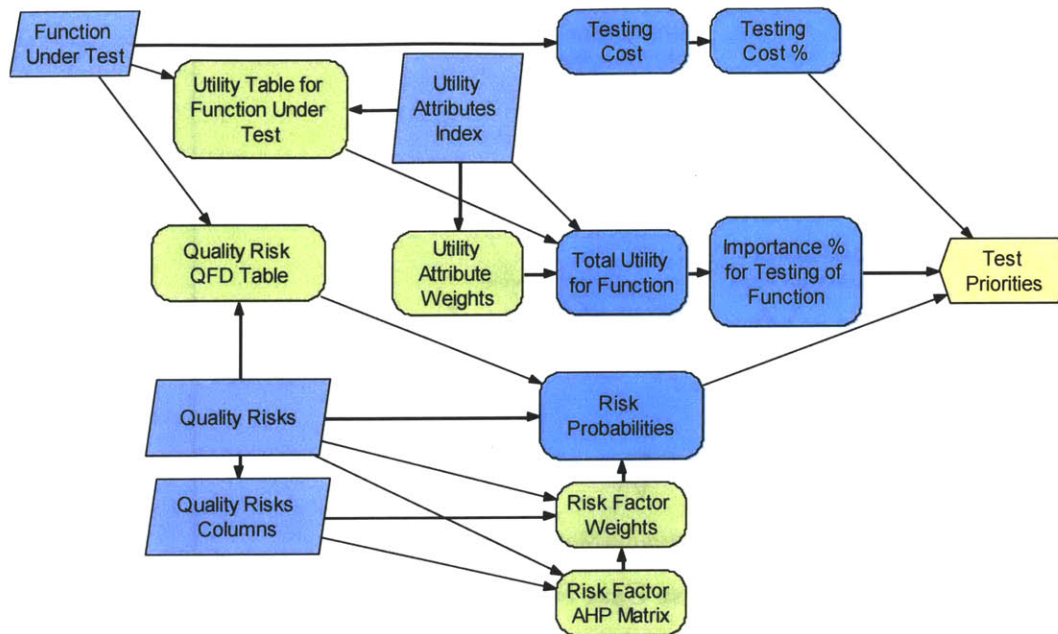 Function
Under Test
Testing
Cost
Testing
Cost %
Utility Table for
Function Under
Test
Utility
Attributes
Index
Quality Risk
QFD Table
Utility
Attribute
Weights
Total Utility
for Function
Importance %
for Testing of
Function
Test
Priorities
Quality Risks
Risk
Probabilities
Quality Risks
Columns
Risk Factor
Weights
Risk Factor
AHP Matrix